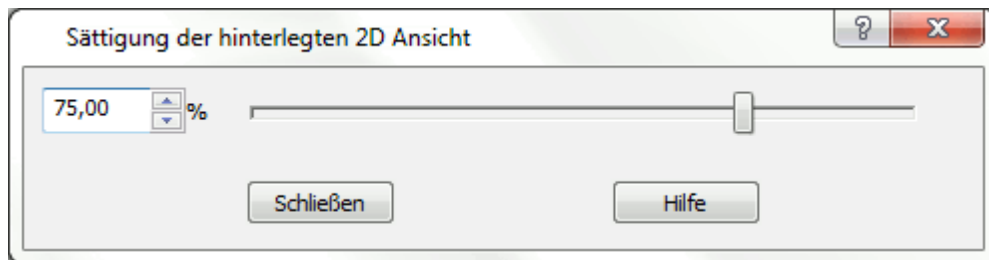 Sättigung der hinterlegten 2D Ansicht
75,00 %
Schließen Hilfe